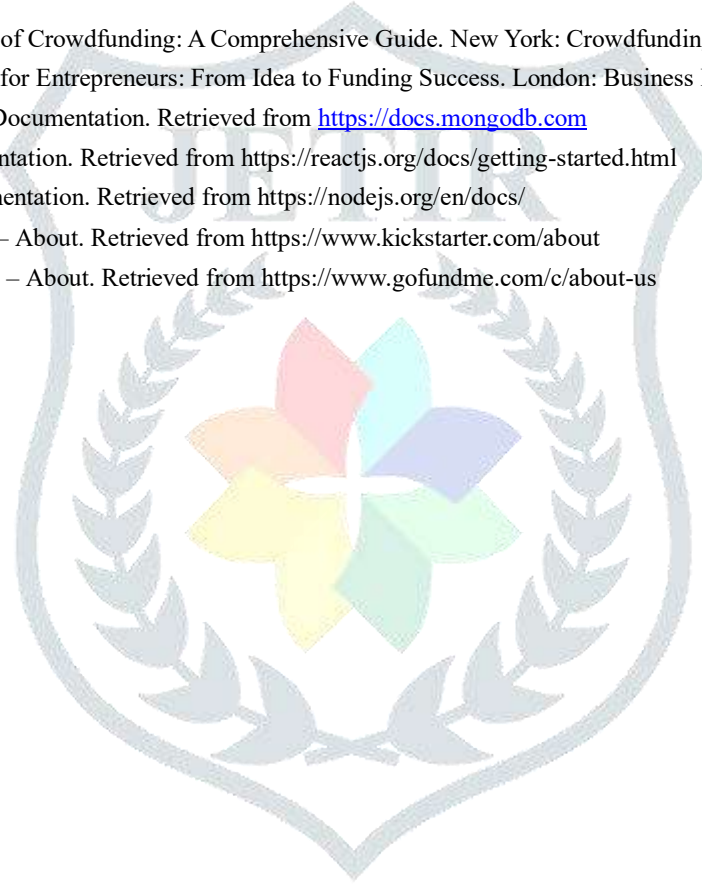 of Crowdfunding: A Comprehensive Guide. New York: Crowdfundin
for Entrepreneurs: From Idea to Funding Success. London: Business
Documentation. Retrieved from https://docs.mongodb.com
ntation. Retrieved from https://reactjs.org/docs/getting-started.html
entation. Retrieved from https://nodejs.org/en/docs/
– About. Retrieved from https://www.kickstarter.com/about
– About. Retrieved from https://www.gofundme.com/c/about-us
JETIR